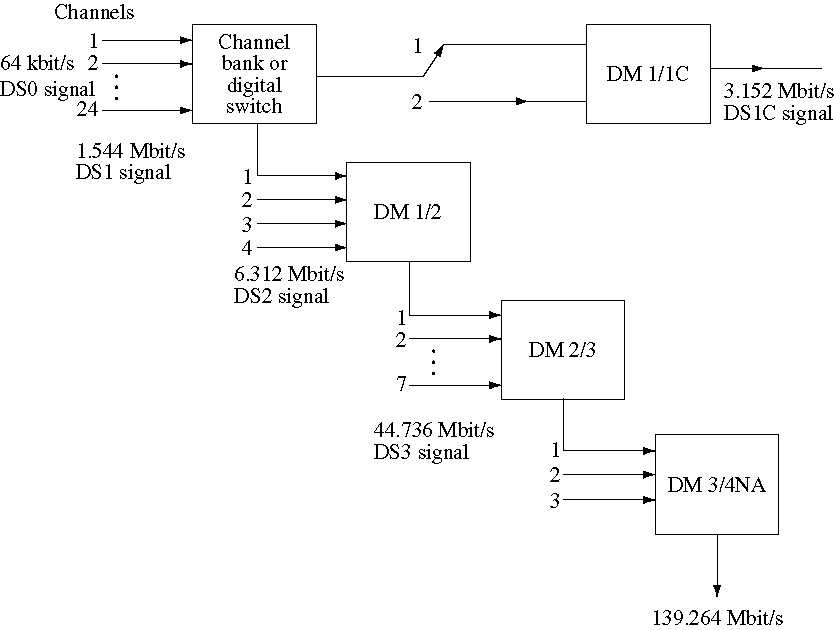 Channels
1
64 kbit/s 2
DS0 signal
24
Channel
bank or
digital
switch
1
2
DM 1/1C
3.152 Mbit/s
DS1C signal
1.544 Mbit/s
DS1 signal
1
2
3
4
DM 1/2
6.312 Mbit/s
DS2 signal
1
2
7
DM 2/3
44.736 Mbit/s
DS3 signal
1
2
3
DM 3/4NA
139.264 Mbit/s